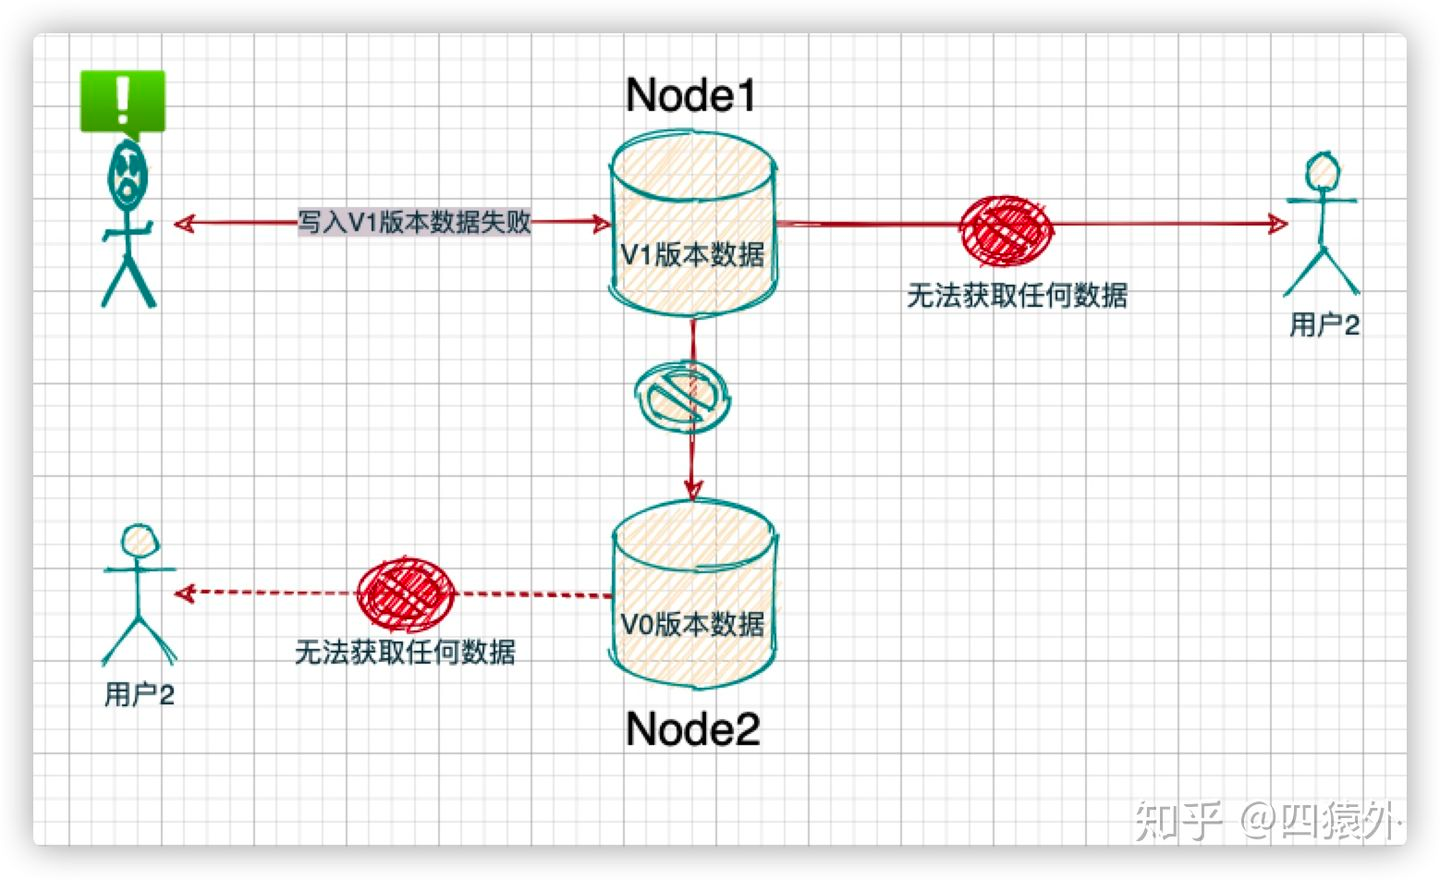 Node1
写入V1版本数据失败
V1版本数据
无法获取任何数据
用户2
V0版本数据
无法获取任何数据
用户2
Node2
知乎 @四猿外